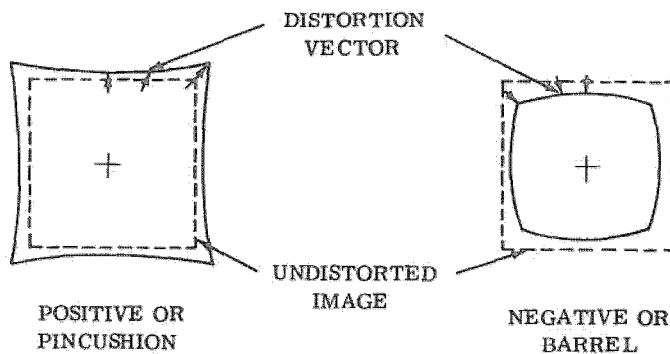 DISTORTION
VECTOR
UNDISTORTED
IMAGE
POSITIVE OR
PINCUSHION
NEGATIVE OR
BARREL